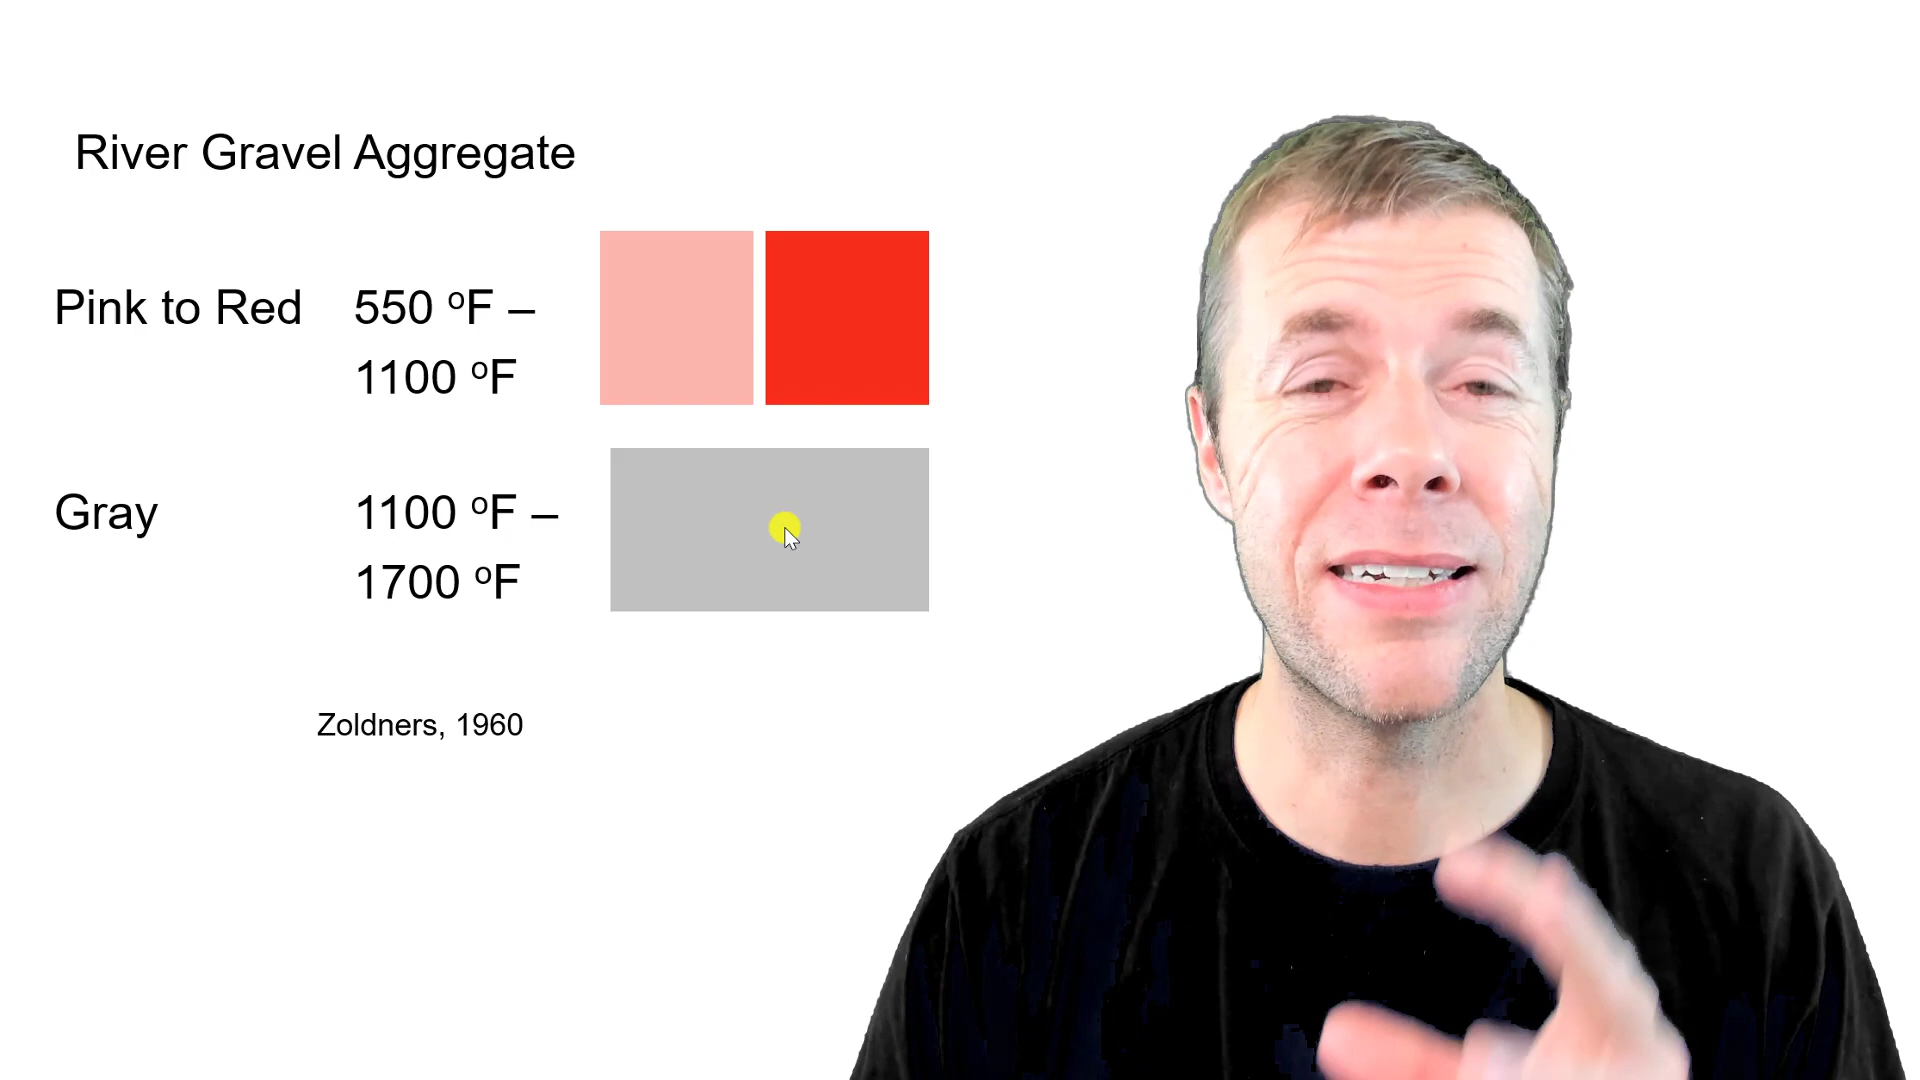 River Gravel Aggregate
Pink to Red 550 ºF –
1100 ºF
Gray 1100 ºF –
1700 ºF
Zoldners, 1960